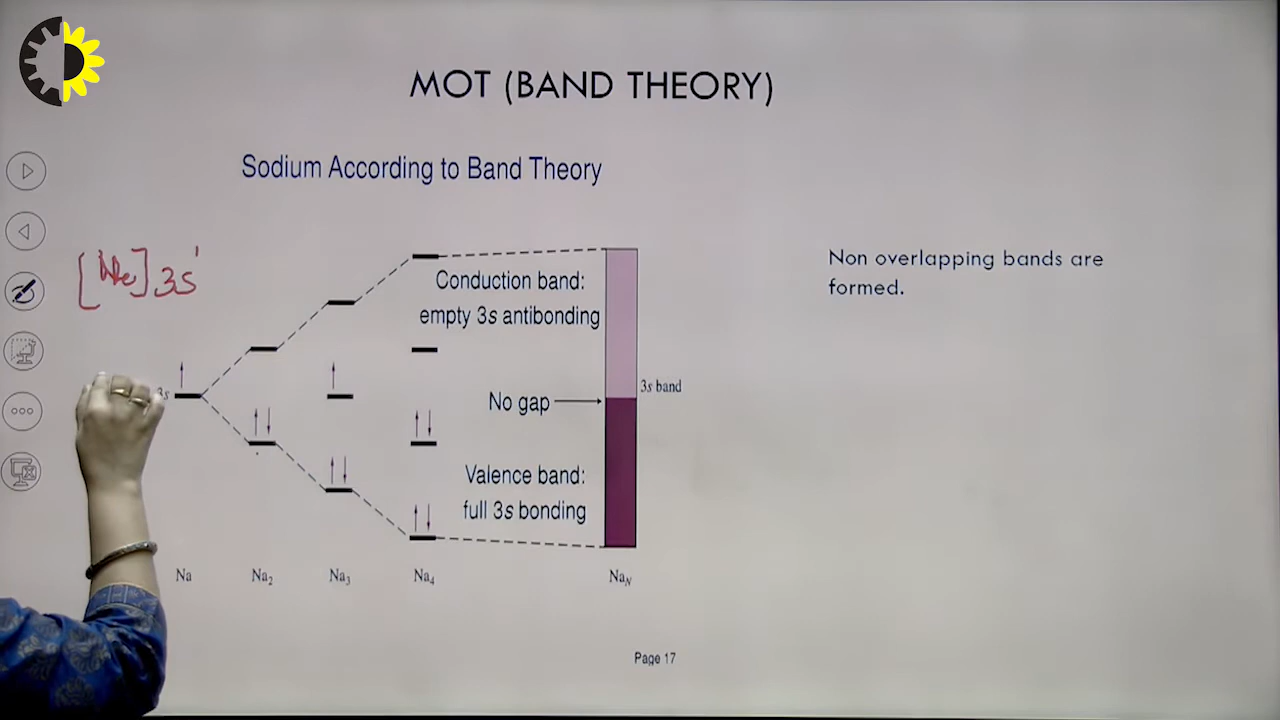 MOT (BAND THEORY)
Sodium According to Band Theory
[Ne] 3s¹
Conduction band:
empty 3s antibonding
Non overlapping bands are
formed.
3s
3s band
No gap
Valence band:
full 3s bonding
Na
Na₂
Na₃
Na₄
Na_N
Page 17